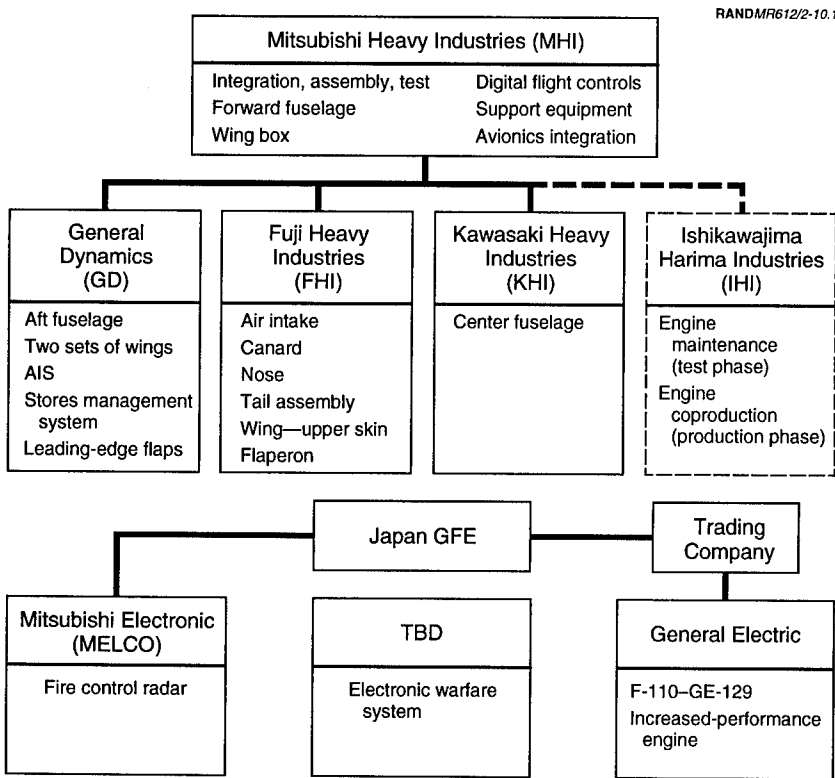 RANDMR612/2-10.1
Mitsubishi Heavy Industries (MHI)
Integration, assembly, test
Forward fuselage
Wing box
Digital flight controls
Support equipment
Avionics integration
General
Dynamics
(GD)
Aft fuselage
Two sets of wings
AIS
Stores management
system
Leading-edge flaps
Fuji Heavy
Industries
(FHI)
Air intake
Canard
Nose
Tail assembly
Wing—upper skin
Flaperon
Kawasaki Heavy
Industries
(KHI)
Center fuselage
Ishikawajima
Harima Industries
(IHI)
Engine
maintenance
(test phase)
Engine
coproduction
(production phase)
Japan GFE
Trading
Company
Mitsubishi Electronic
(MELCO)
Fire control radar
TBD
Electronic warfare
system
General Electric
F-110–GE-129
Increased-performance
engine